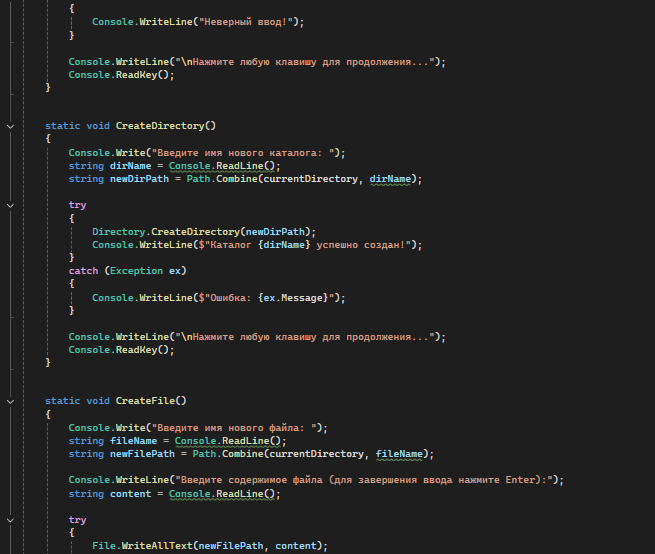 {
Console.WriteLine("Неверный ввод!");
}
Console.WriteLine("\nНажмите любую клавишу для продолжения...");
Console.ReadKey();
}
static void CreateDirectory()
{
Console.Write("Введите имя нового каталога: ");
string dirName = Console.ReadLine();
string newDirPath = Path.Combine(currentDirectory, dirName);
try
{
Directory.CreateDirectory(newDirPath);
Console.WriteLine($"Каталог {dirName} успешно создан!");
}
catch (Exception ex)
{
Console.WriteLine($"Ошибка: {ex.Message}");
}
Console.WriteLine("\nНажмите любую клавишу для продолжения...");
Console.ReadKey();
}
static void CreateFile()
{
Console.Write("Введите имя нового файла: ");
string fileName = Console.ReadLine();
string newFilePath = Path.Combine(currentDirectory, fileName);
Console.WriteLine("Введите содержимое файла (для завершения ввода нажмите Enter):");
string content = Console.ReadLine();
try
{
File.WriteAllText(newFilePath, content);